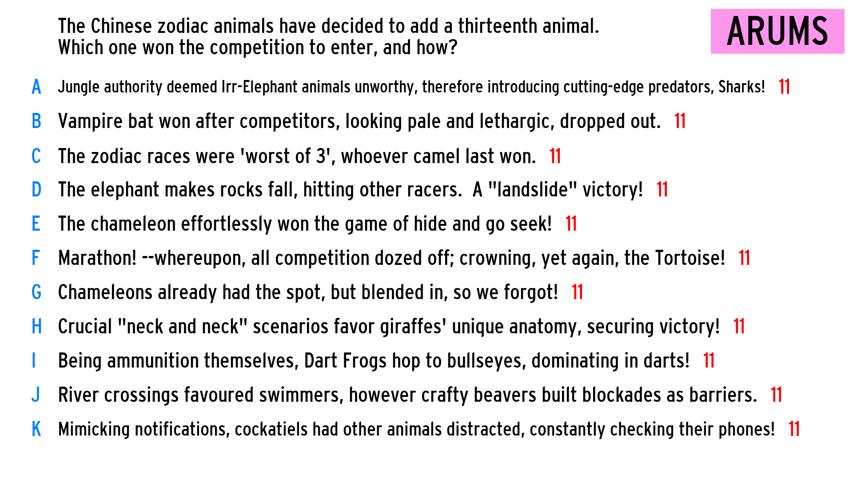 The Chinese zodiac animals have decided to add a thirteenth animal.
Which one won the competition to enter, and how?
ARUMS
A Jungle authority deemed Irr-Elephant animals unworthy, therefore introducing cutting-edge predators, Sharks! 11
B Vampire bat won after competitors, looking pale and lethargic, dropped out. 11
C The zodiac races were 'worst of 3', whoever camel last won. 11
D The elephant makes rocks fall, hitting other racers. A "landslide" victory! 11
E The chameleon effortlessly won the game of hide and go seek! 11
F Marathon! --whereupon, all competition dozed off; crowning, yet again, the Tortoise! 11
G Chameleons already had the spot, but blended in, so we forgot! 11
H Crucial "neck and neck" scenarios favor giraffes' unique anatomy, securing victory! 11
I Being ammunition themselves, Dart Frogs hop to bullseyes, dominating in darts! 11
J River crossings favoured swimmers, however crafty beavers built blockades as barriers. 11
K Mimicking notifications, cockatiels had other animals distracted, constantly checking their phones! 11